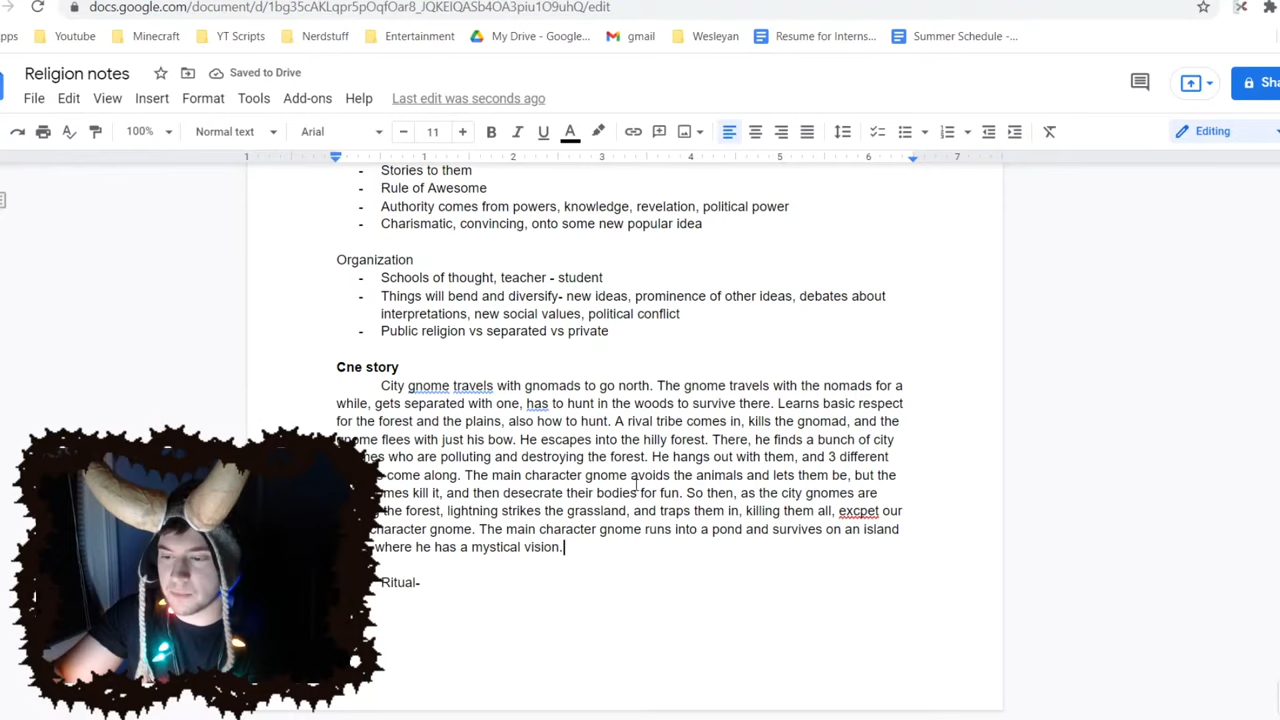 docs.google.com/document/d/1bg35cAKLqpr5pOqfOar8_JQKEIQASb4OA3piu1O9uhQ/edit
Youtube
Minecraft
YT Scripts
Nerdstuff
Entertainment
My Drive - Google...
gmail
Wesleyan
Resume for Interns...
Summer Schedule -...
Religion notes
Saved to Drive
File Edit View Insert Format Tools Add-ons Help Last edit was seconds ago
100% Normal text Arial 11 Editing
1 1 2 3 4 5 6 7
- Stories to them
- Rule of Awesome
- Authority comes from powers, knowledge, revelation, political power
- Charismatic, convincing, onto some new popular idea
Organization
- Schools of thought, teacher - student
- Things will bend and diversify- new ideas, prominence of other ideas, debates about
interpretations, new social values, political conflict
- Public religion vs separated vs private
Cne story
City gnome travels with gnomads to go north. The gnome travels with the nomads for a
while, gets separated with one, has to hunt in the woods to survive there. Learns basic respect
for the forest and the plains, also how to hunt. A rival tribe comes in, kills the gnomad, and the
gnome flees with just his bow. He escapes into the hilly forest. There, he finds a bunch of city
who are polluting and destroying the forest. He hangs out with them, and 3 different
come along. The main character gnome avoids the animals and lets them be, but the
kill it, and then desecrate their bodies for fun. So then, as the city gnomes are
the forest, lightning strikes the grassland, and traps them in, killing them all, excpet our
character gnome. The main character gnome runs into a pond and survives on an island
where he has a mystical vision.
Ritual-